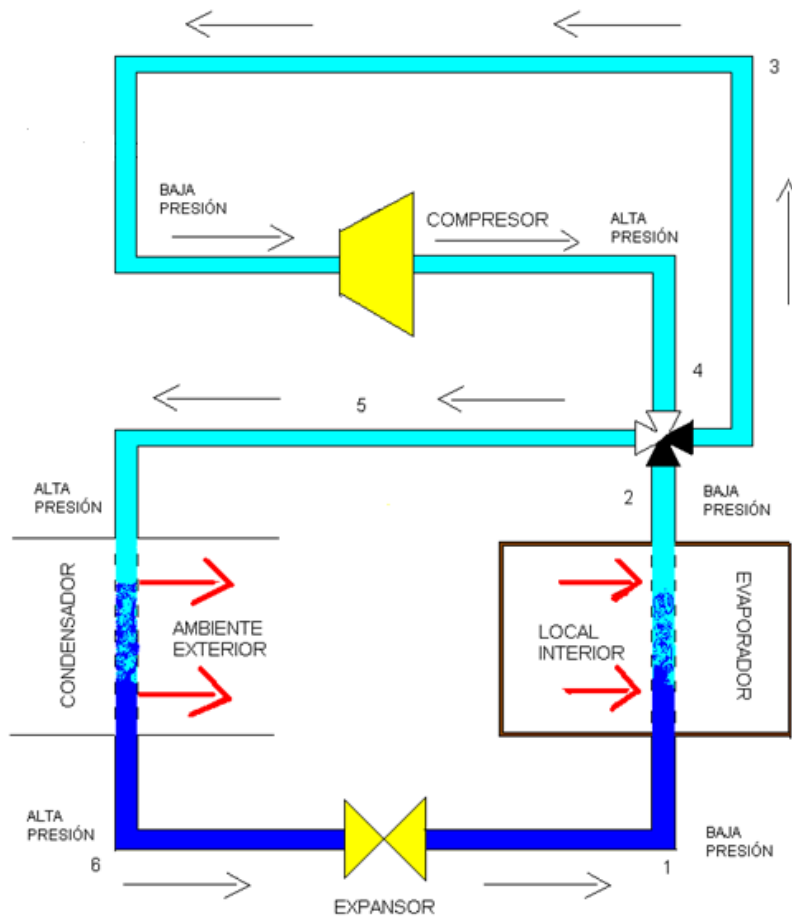 3
BAJA
PRESIÓN
COMPRESOR
ALTA
PRESIÓN
4
5
ALTA
PRESIÓN
2
BAJA
PRESIÓN
CONDENSADOR
AMBIENTE
EXTERIOR
LOCAL
INTERIOR
EVAPORADOR
ALTA
PRESIÓN
6
BAJA
PRESIÓN
1
EXPANSOR